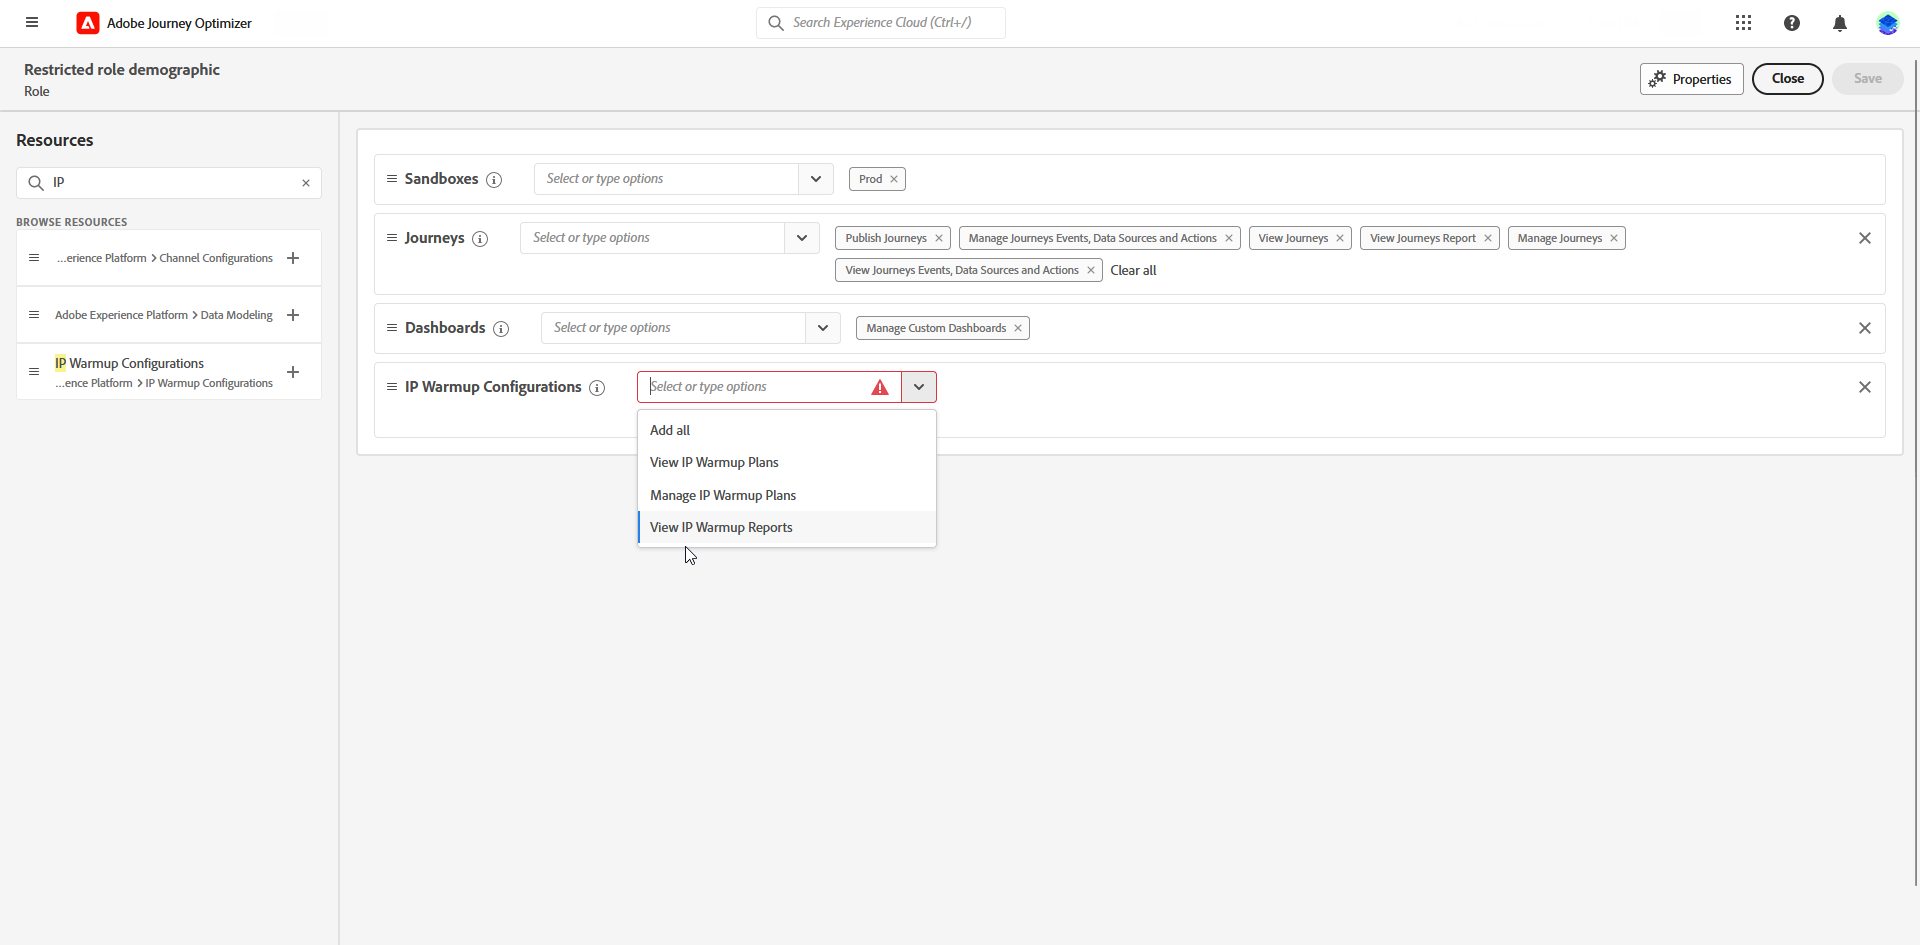 Adobe Journey Optimizer
Search Experience Cloud (Ctrl+/)
Restricted role demographic
Role
Properties
Close
Save
Resources
IP
BROWSE RESOURCES
...erience Platform > Channel Configurations
Adobe Experience Platform > Data Modeling
IP Warmup Configurations
...ence Platform > IP Warmup Configurations
Sandboxes
Select or type options
Prod
Journeys
Select or type options
Publish Journeys
Manage Journeys Events, Data Sources and Actions
View Journeys
View Journeys Report
Manage Journeys
View Journeys Events, Data Sources and Actions
Clear all
Dashboards
Select or type options
Manage Custom Dashboards
IP Warmup Configurations
Select or type options
Add all
View IP Warmup Plans
Manage IP Warmup Plans
View IP Warmup Reports